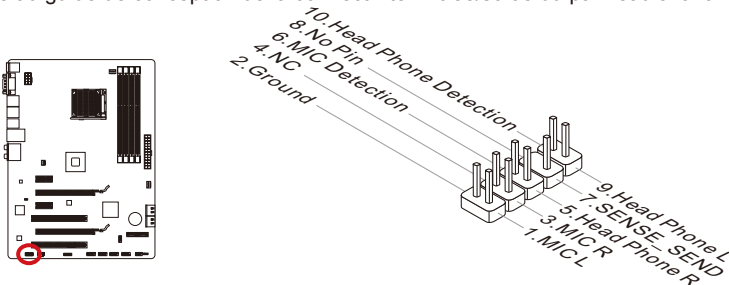 10.Head Phone Detection
8.No Pin
6.MIC Detection
4.NC
2.Ground
9.Head Phone L
7.SENSE_SEND
5.Head Phone R
3.MIC R
1.MIC L